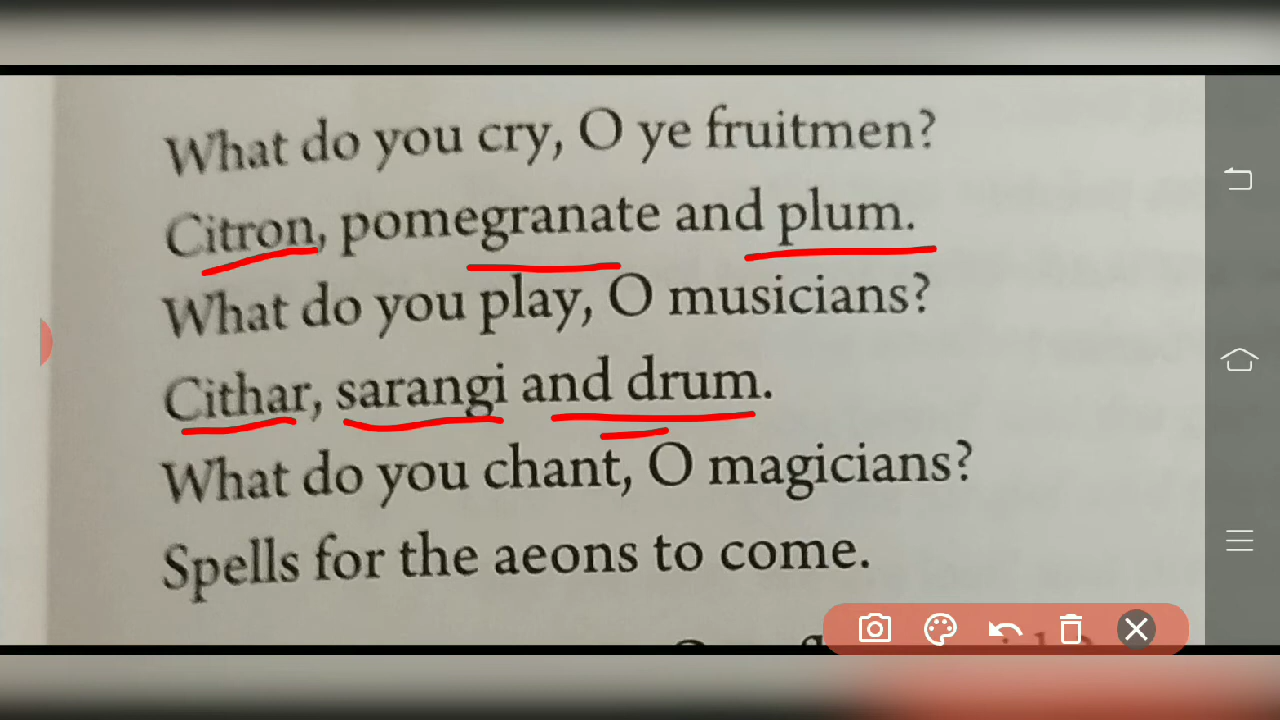 What do you cry, O ye fruitmen?
Citron, pomegranate and plum.
What do you play, O musicians?
Cithar, sarangi and drum.
What do you chant, O magicians?
Spells for the aeons to come.